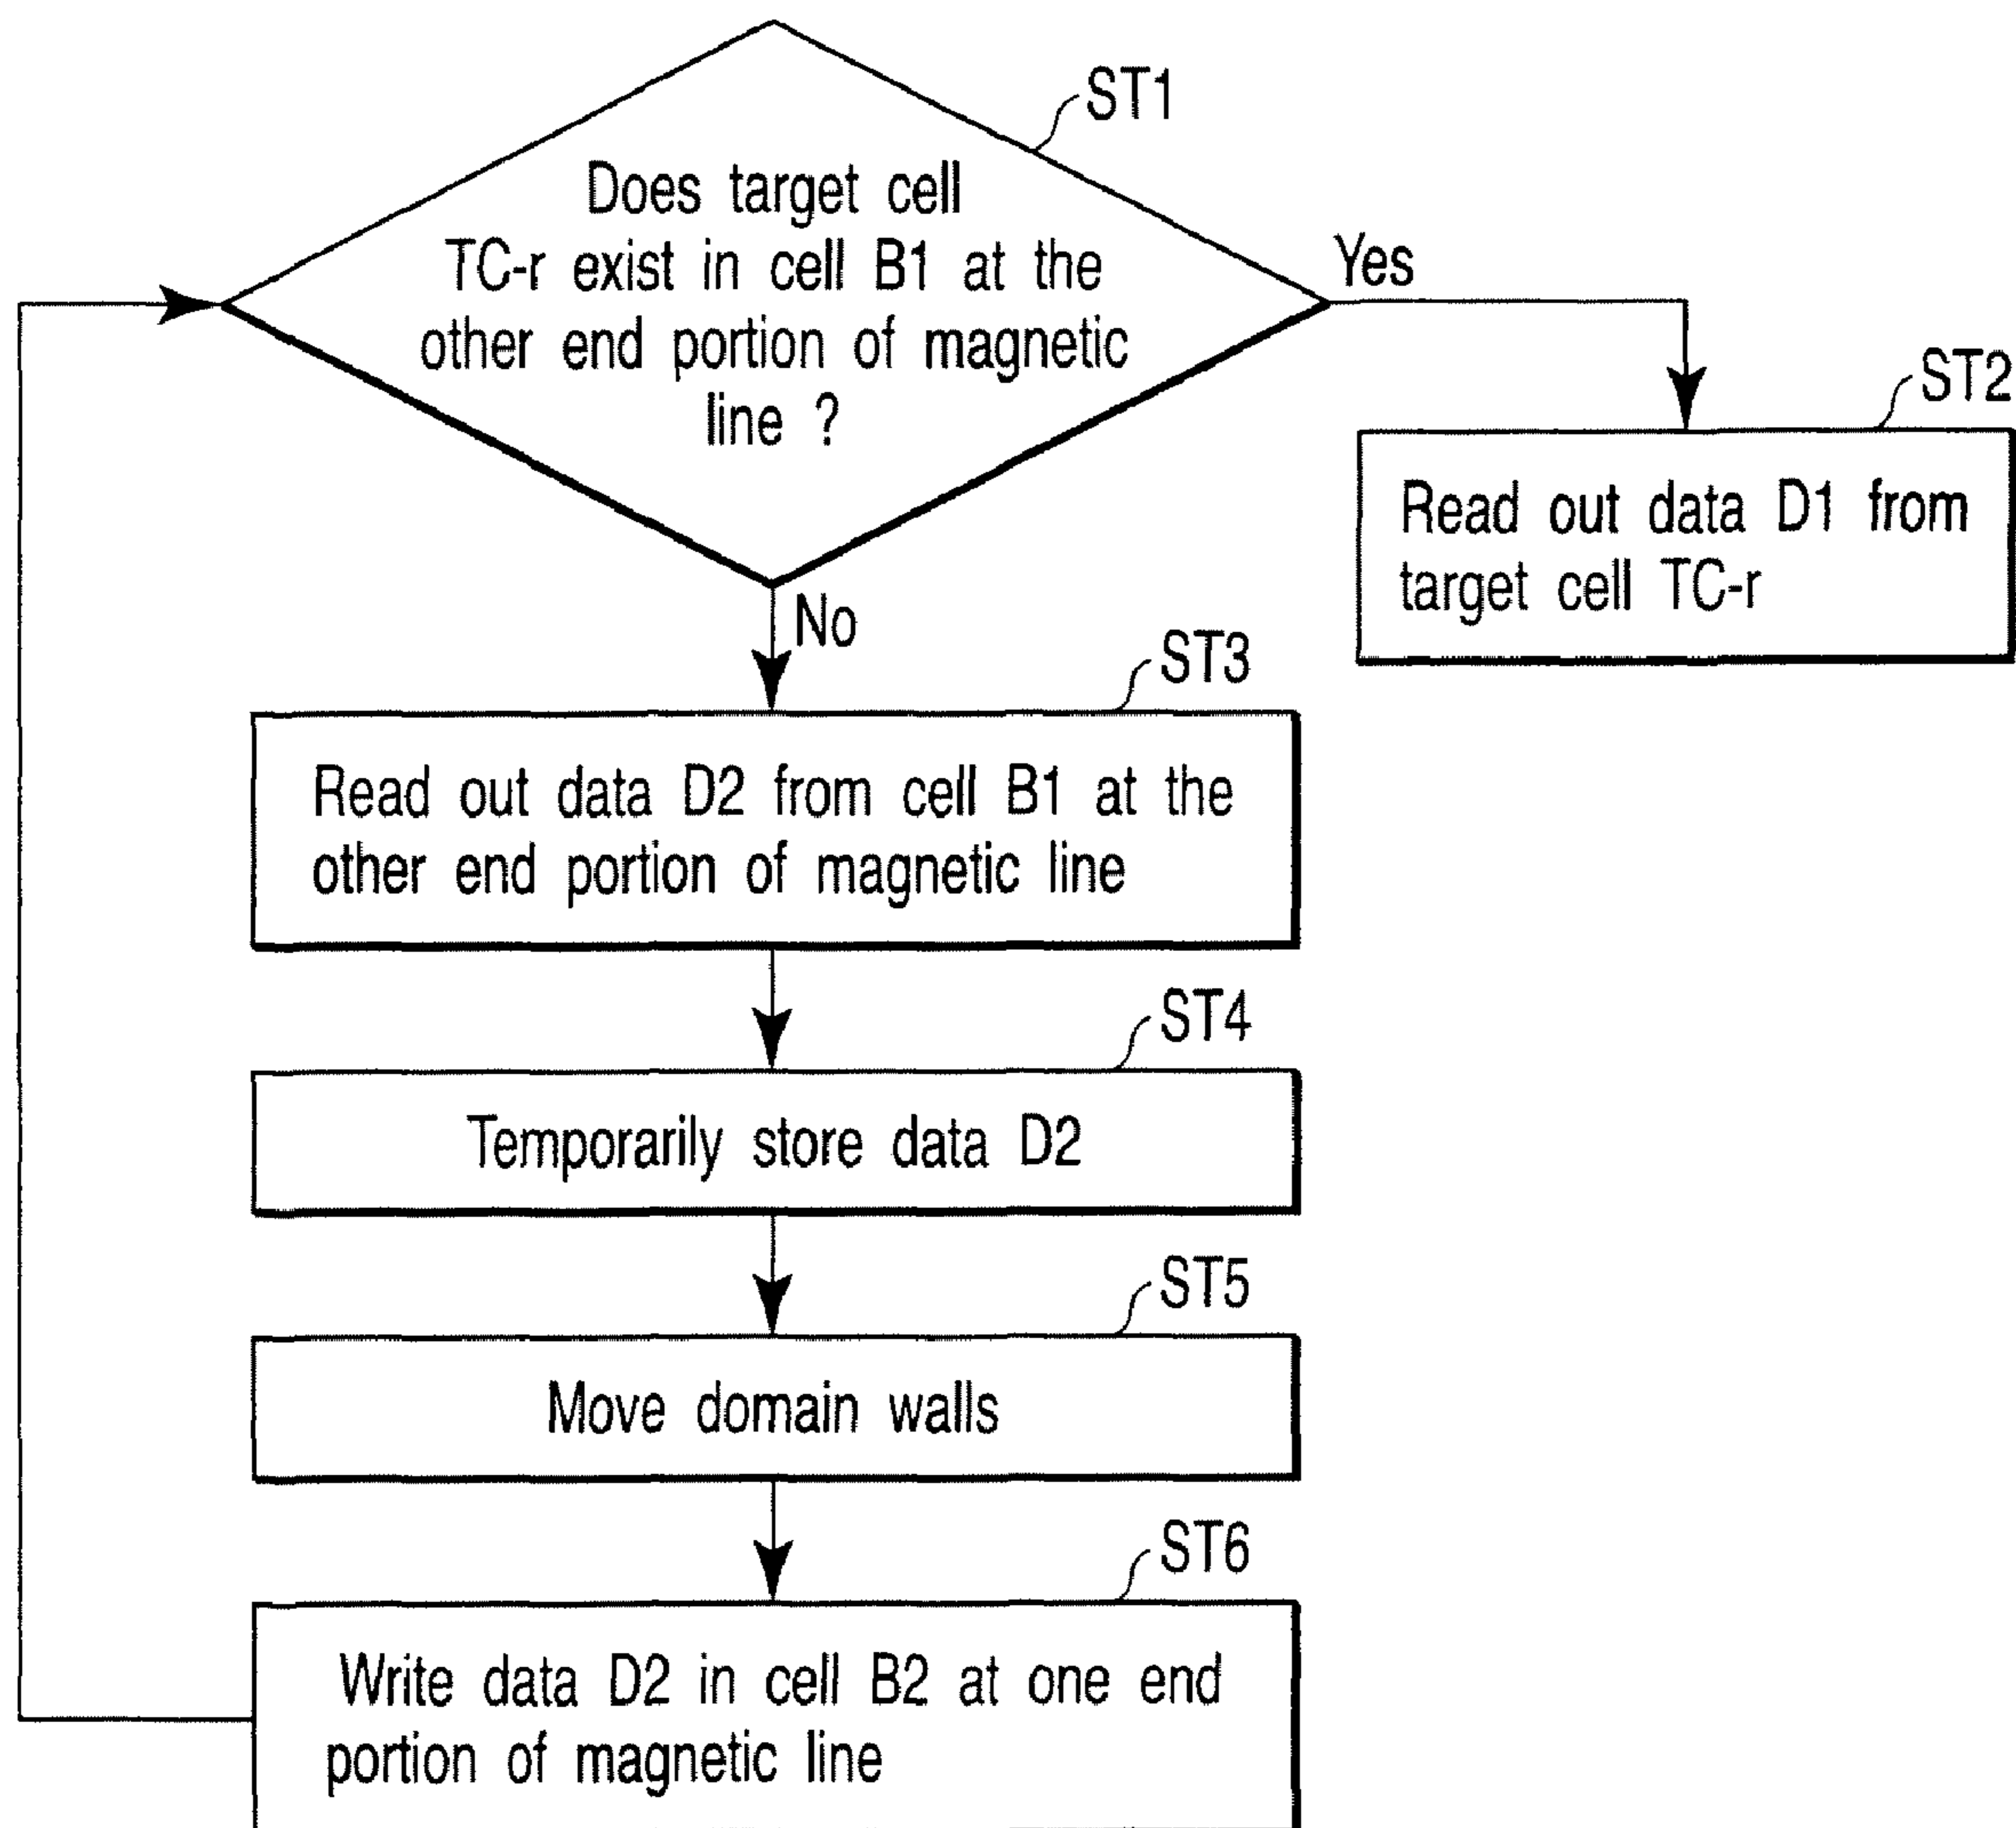 ST1
Does target cell
TC-r exist in cell B1 at the
other end portion of magnetic
line ?
Yes
ST2
Read out data D1 from
target cell TC-r
No
ST3
Read out data D2 from cell B1 at the
other end portion of magnetic line
ST4
Temporarily store data D2
ST5
Move domain walls
ST6
Write data D2 in cell B2 at one end
portion of magnetic line